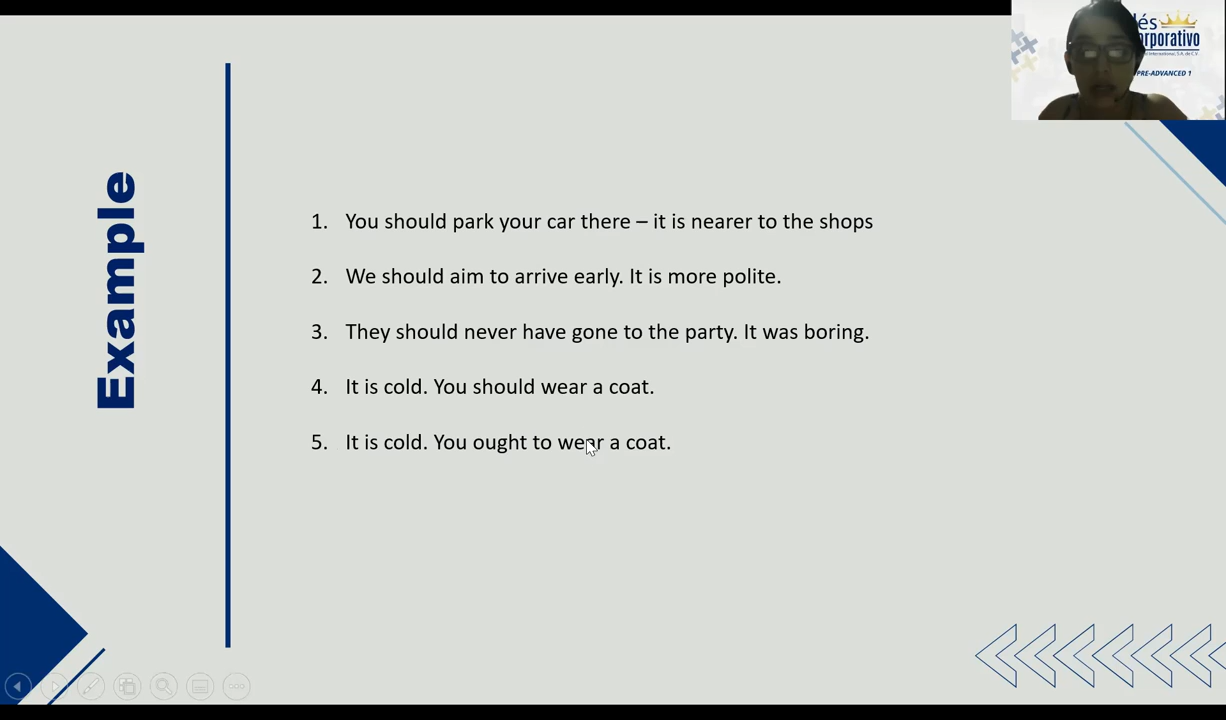 és
rporativo
PRE-ADVANCED 1
Example
1. You should park your car there – it is nearer to the shops
2. We should aim to arrive early. It is more polite.
3. They should never have gone to the party. It was boring.
4. It is cold. You should wear a coat.
5. It is cold. You ought to wear a coat.